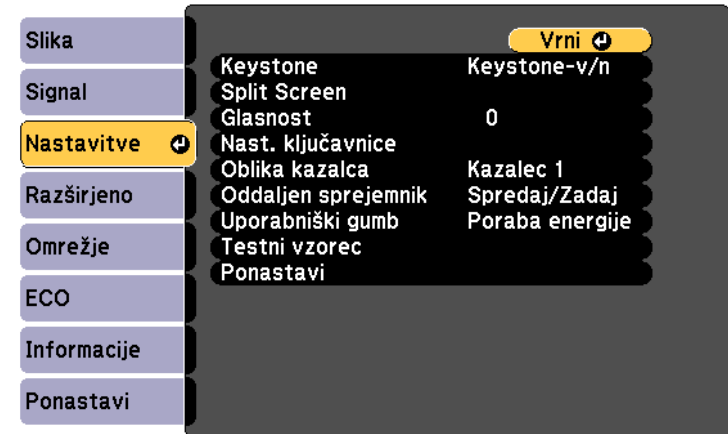 Slika
Signal
Nastavitve
Razširjeno
Omrežje
ECO
Informacije
Ponastavi
Vrni
Keystone Keystone-v/n
Split Screen
Glasnost 0
Nast. ključavnice
Oblika kazalca Kazalec 1
Oddaljen sprejemnik Spredaj/Zadaj
Uporabniški gumb Poraba energije
Testni vzorec
Ponastavi